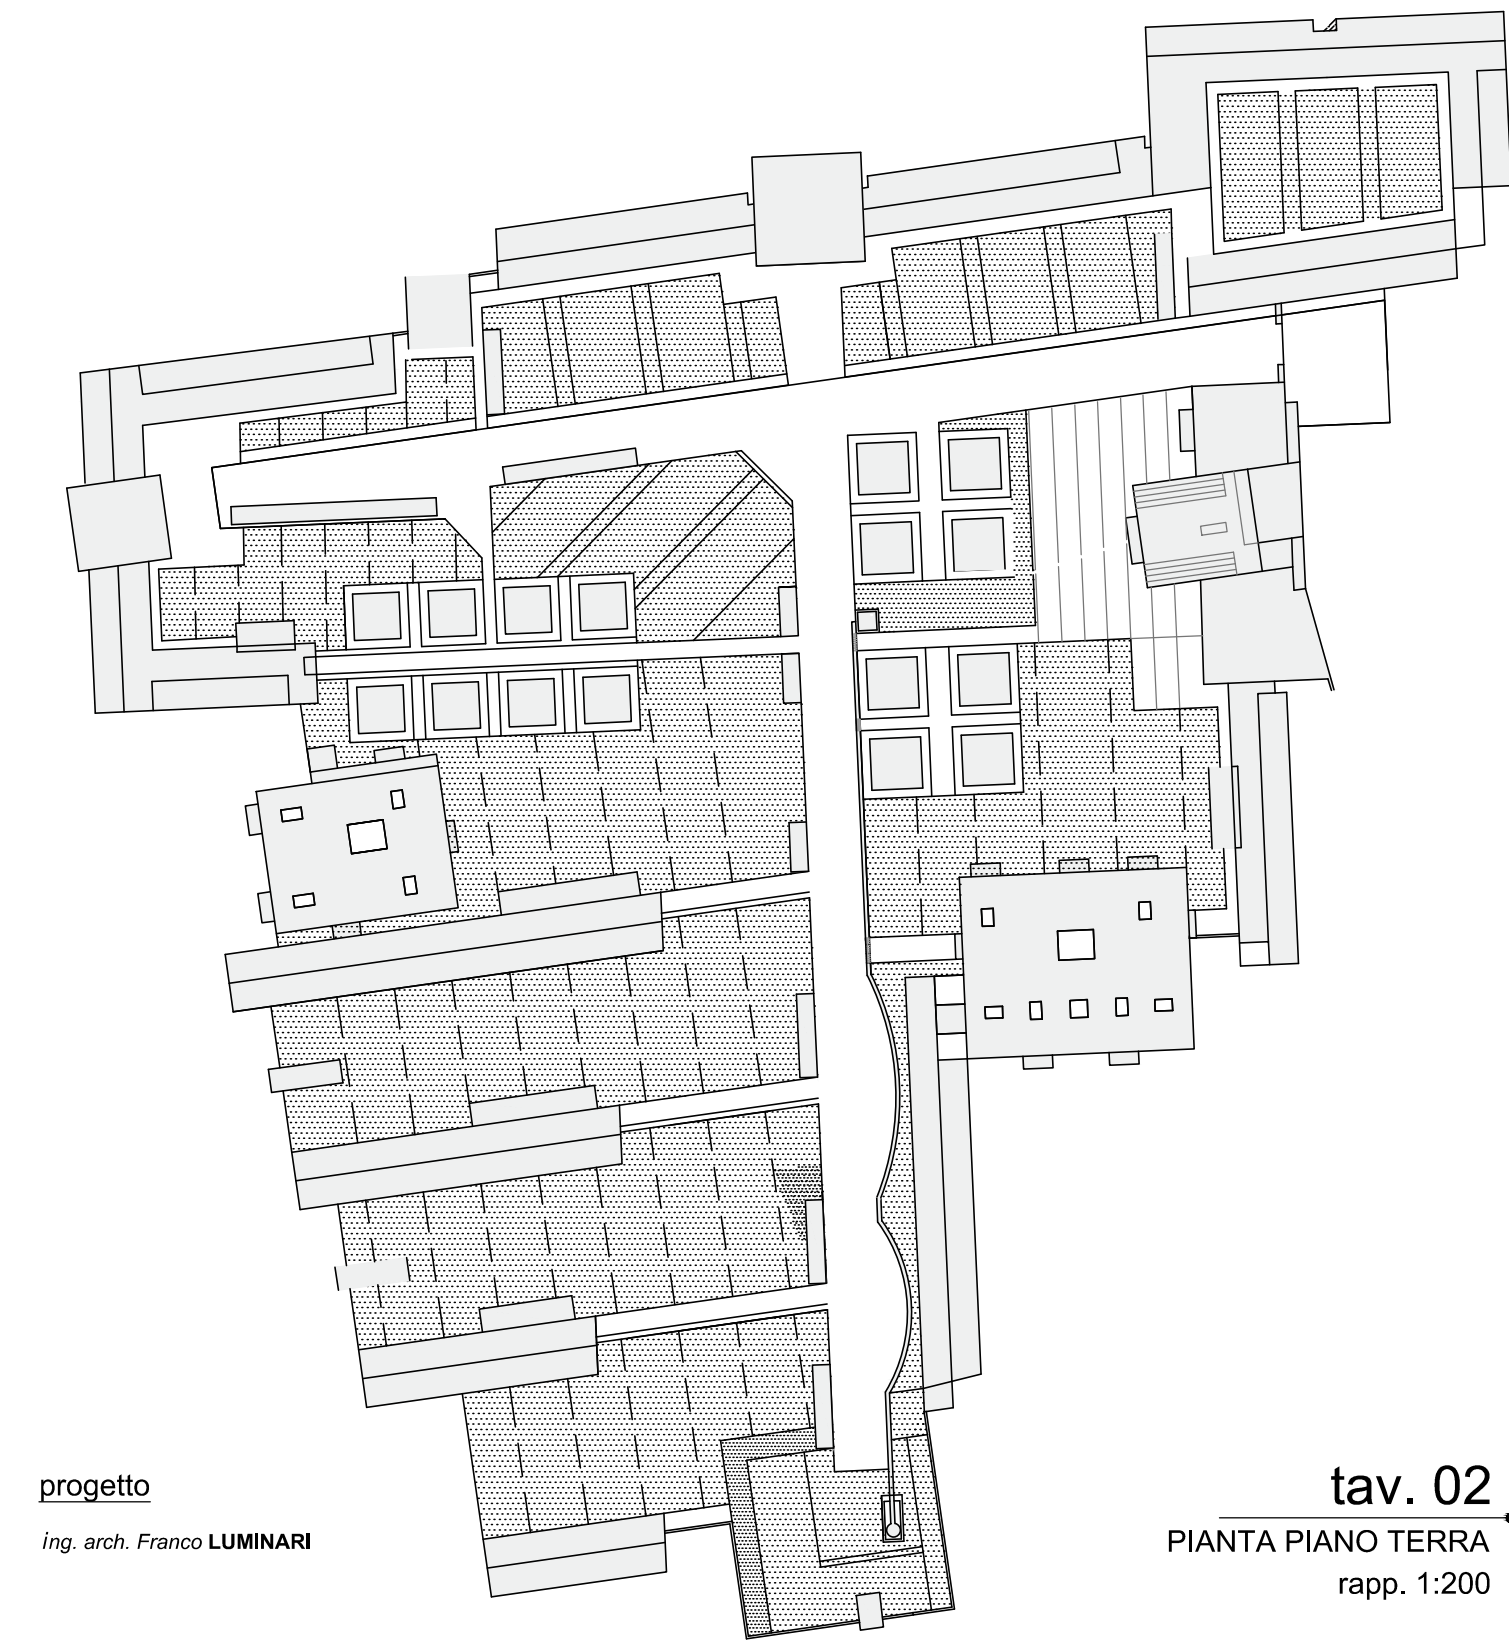 progetto
ing. arch. Franco LUMINARI
tav. 02
PIANTA PIANO TERRA
rapp. 1:200